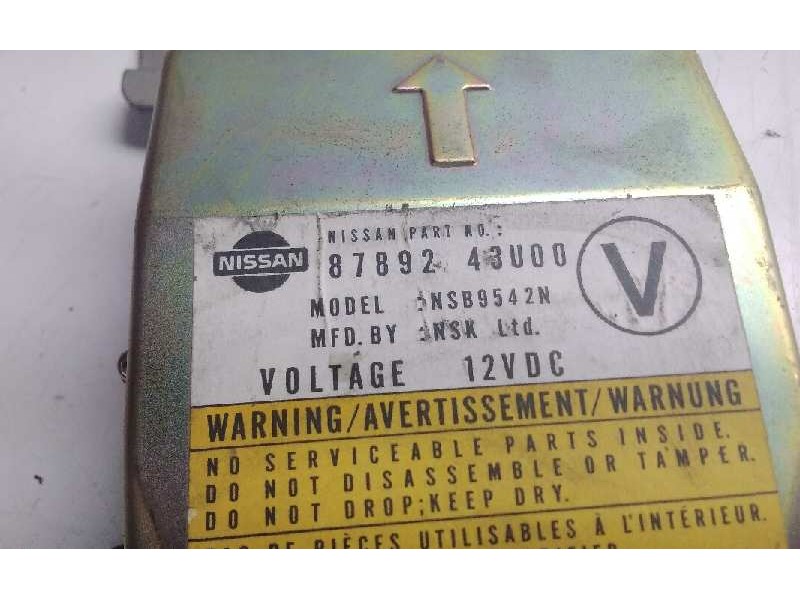 NISSAN PART NO.:
NISSAN 87892 43U00 V
MODEL :NSB9542N
MFD. BY :NSK Ltd.
VOLTAGE 12VDC
WARNING/AVERTISSEMENT/WARNUNG
NO SERVICEABLE PARTS INSIDE.
DO NOT DISASSEMBLE OR TAMPER.
DO NOT DROP;KEEP DRY.
DE PIÈCES UTILISABLES À L'INTÉRIEUR.